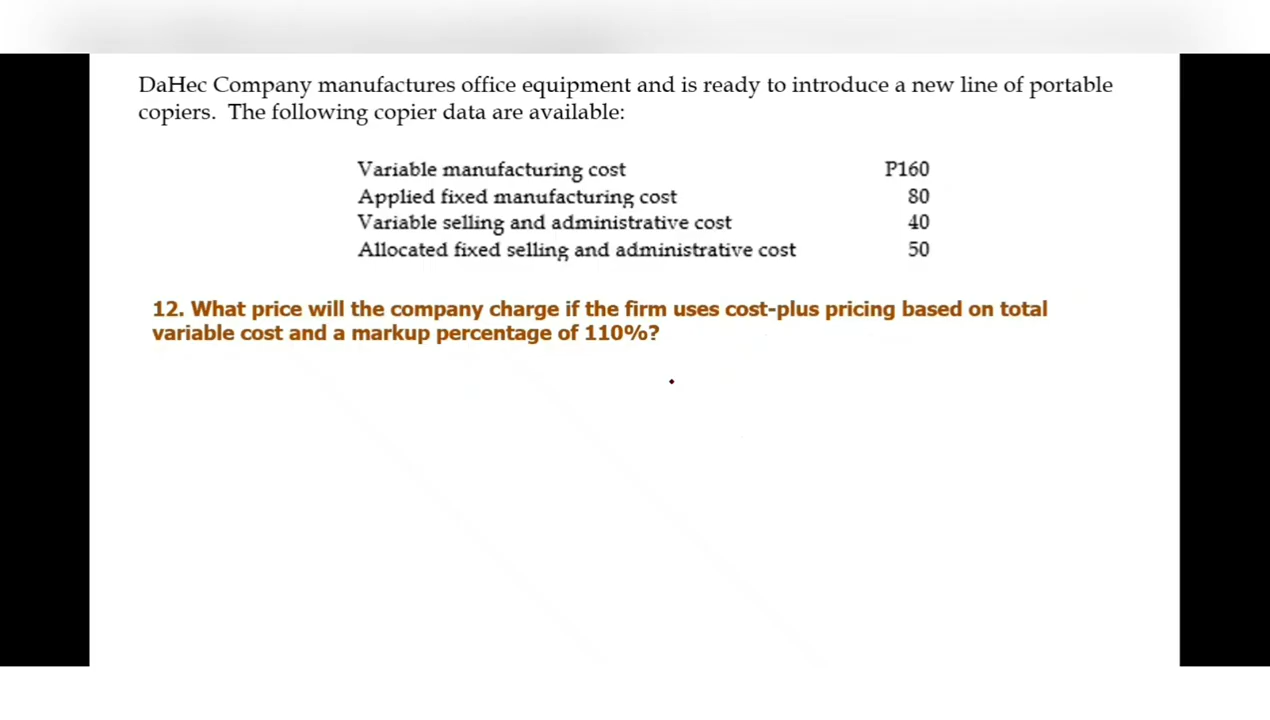 DaHec Company manufactures office equipment and is ready to introduce a new line of portable
copiers. The following copier data are available:
Variable manufacturing cost P160
Applied fixed manufacturing cost 80
Variable selling and administrative cost 40
Allocated fixed selling and administrative cost 50
12. What price will the company charge if the firm uses cost-plus pricing based on total
variable cost and a markup percentage of 110%?